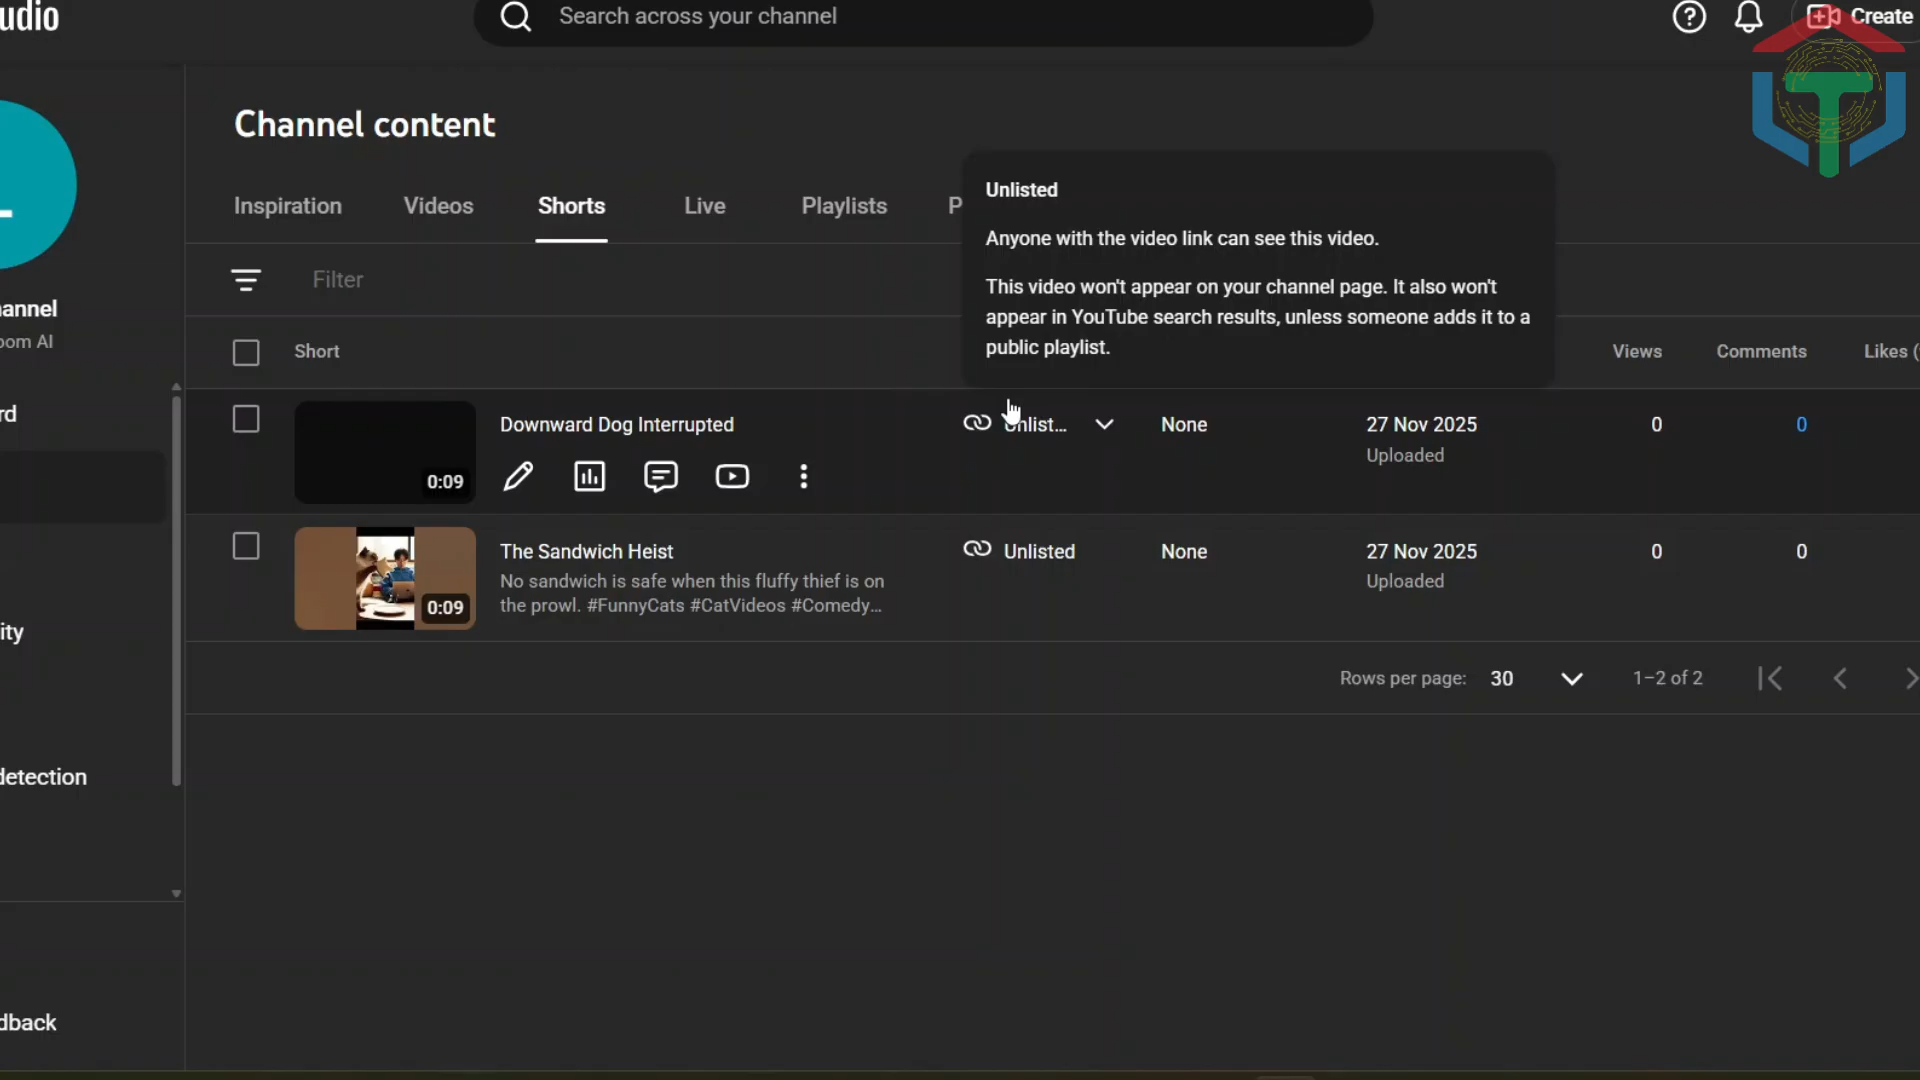 udio
Search across your channel
Create
Channel content
Inspiration Videos Shorts Live Playlists P
Unlisted
Anyone with the video link can see this video.
This video won't appear on your channel page. It also won't
appear in YouTube search results, unless someone adds it to a
public playlist.
Filter
annel
oom AI
Short
Views Comments Likes (
rd
Downward Dog Interrupted
Unlist...
None
27 Nov 2025
Uploaded
0
0
0:09
The Sandwich Heist
No sandwich is safe when this fluffy thief is on
the prowl. #FunnyCats #CatVideos #Comedy...
0:09
Unlisted
None
27 Nov 2025
Uploaded
0
0
ity
Rows per page: 30
1–2 of 2
detection
dback